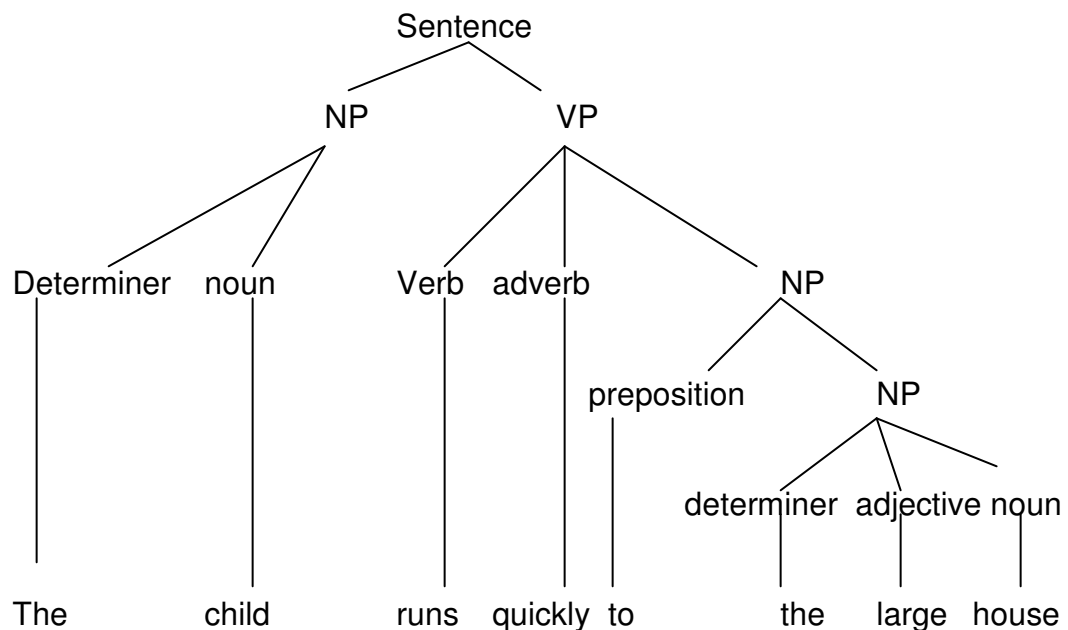 Sentence
NP VP
Determiner noun Verb adverb NP
preposition NP
determiner adjective noun
The child runs quickly to the large house